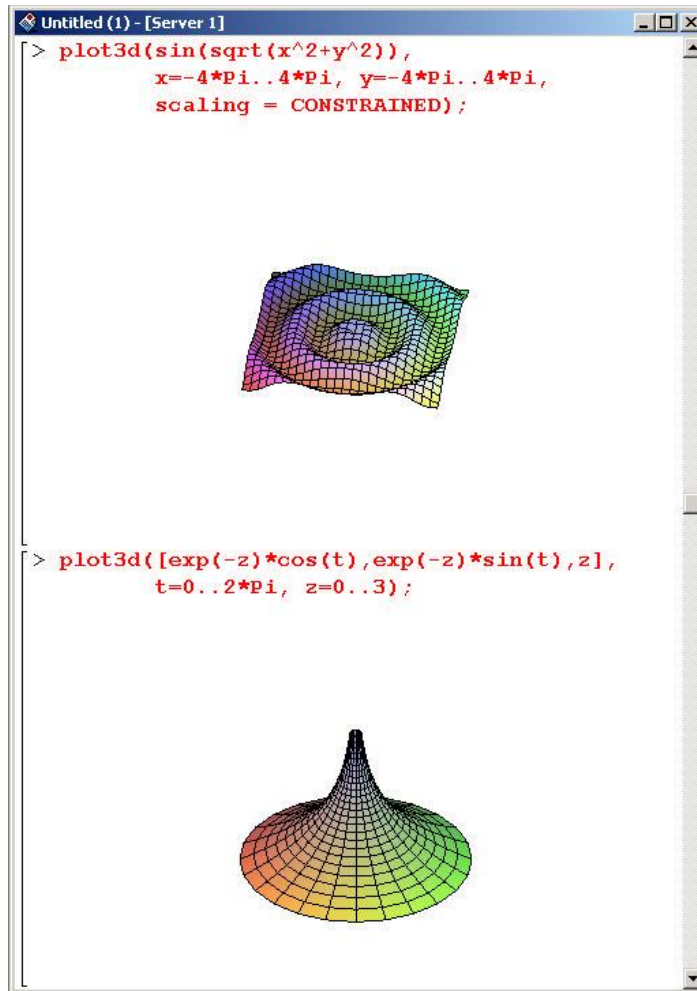 Untitled (1) - [Server 1]
> plot3d(sin(sqrt(x^2+y^2)),
x=-4*Pi..4*Pi, y=-4*Pi..4*Pi,
scaling = CONSTRAINED);
> plot3d([exp(-z)*cos(t),exp(-z)*sin(t),z],
t=0..2*Pi, z=0..3);